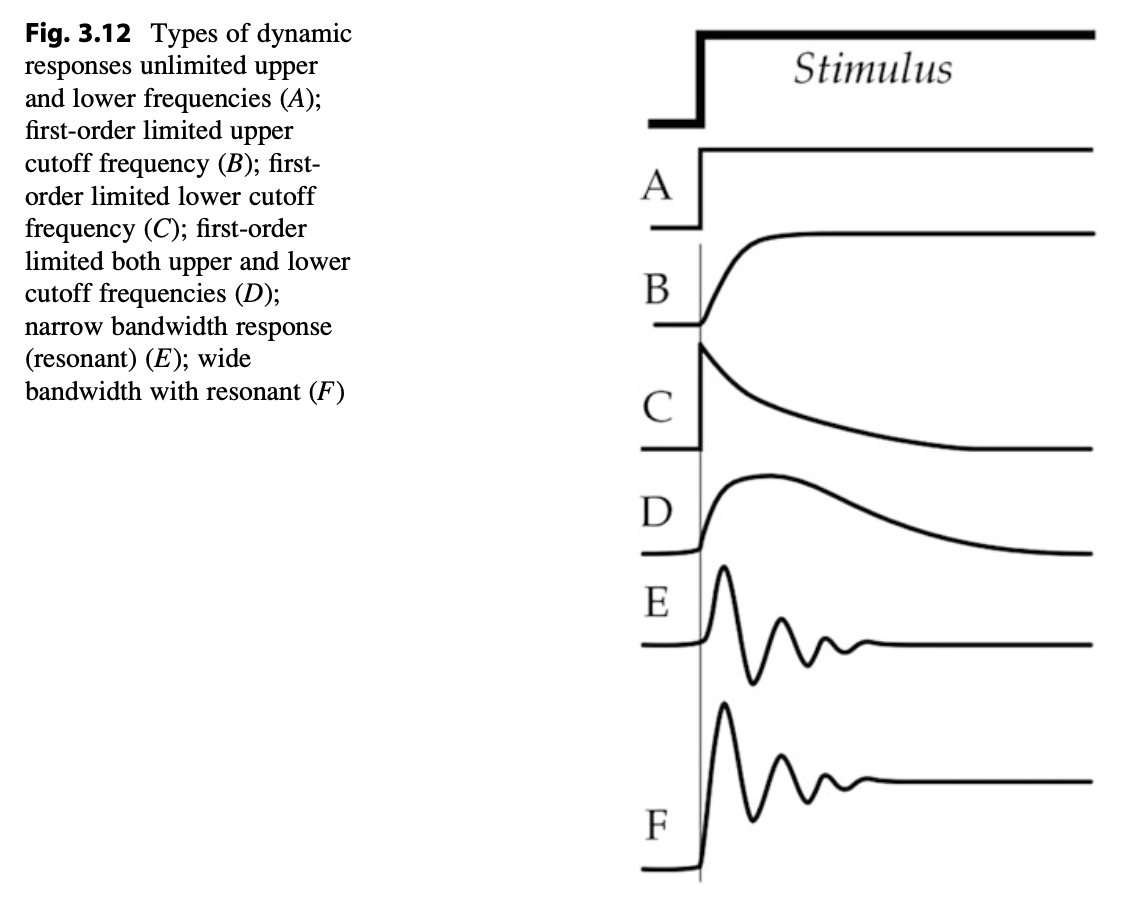 Fig. 3.12 Types of dynamic
responses unlimited upper
and lower frequencies (A);
first-order limited upper
cutoff frequency (B); first-
order limited lower cutoff
frequency (C); first-order
limited both upper and lower
cutoff frequencies (D);
narrow bandwidth response
(resonant) (E); wide
bandwidth with resonant (F)
Stimulus
A
B
C
D
E
F